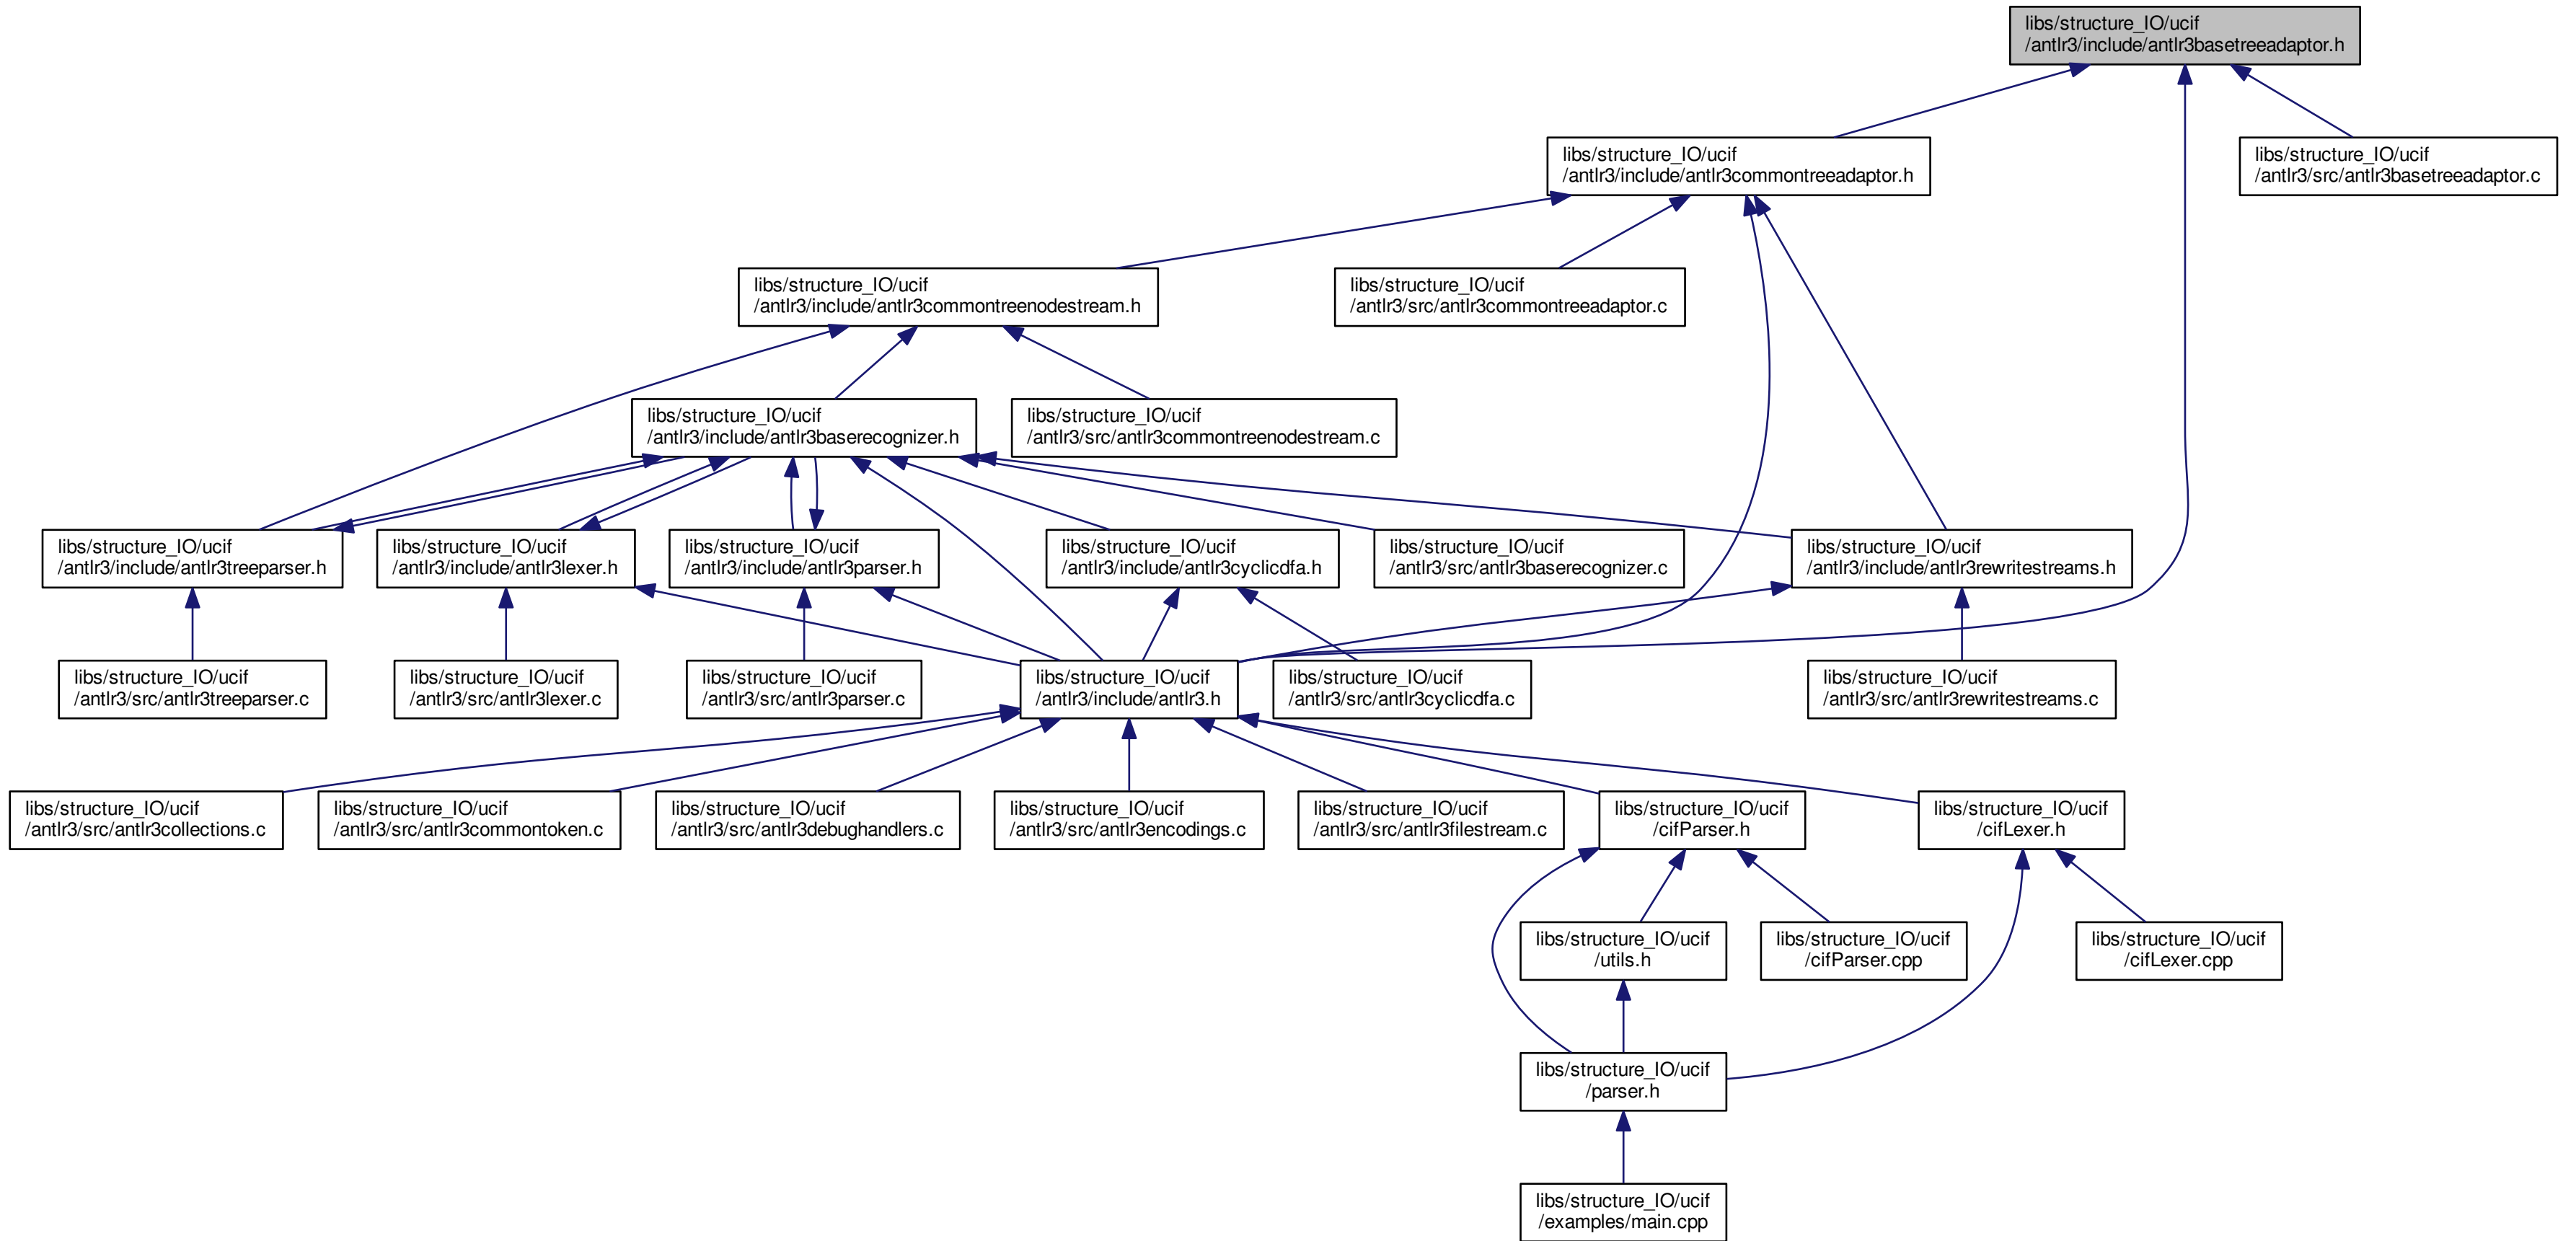 libs/structure_IO/ucif
/antlr3/include/antlr3basetreeadaptor.h
libs/structure_IO/ucif
/antlr3/include/antlr3commontreeadaptor.h
libs/structure_IO/ucif
/antlr3/src/antlr3basetreeadaptor.c
libs/structure_IO/ucif
/antlr3/include/antlr3commontreenodestream.h
libs/structure_IO/ucif
/antlr3/src/antlr3commontreeadaptor.c
libs/structure_IO/ucif
/antlr3/include/antlr3baserecognizer.h
libs/structure_IO/ucif
/antlr3/src/antlr3commontreenodestream.c
libs/structure_IO/ucif
/antlr3/include/antlr3treeparser.h
libs/structure_IO/ucif
/antlr3/include/antlr3lexer.h
libs/structure_IO/ucif
/antlr3/include/antlr3parser.h
libs/structure_IO/ucif
/antlr3/include/antlr3cyclicdfa.h
libs/structure_IO/ucif
/antlr3/src/antlr3baserecognizer.c
libs/structure_IO/ucif
/antlr3/include/antlr3rewritestreams.h
libs/structure_IO/ucif
/antlr3/src/antlr3treeparser.c
libs/structure_IO/ucif
/antlr3/src/antlr3lexer.c
libs/structure_IO/ucif
/antlr3/src/antlr3parser.c
libs/structure_IO/ucif
/antlr3/include/antlr3.h
libs/structure_IO/ucif
/antlr3/src/antlr3cyclicdfa.c
libs/structure_IO/ucif
/antlr3/src/antlr3rewritestreams.c
libs/structure_IO/ucif
/antlr3/src/antlr3collections.c
libs/structure_IO/ucif
/antlr3/src/antlr3commontoken.c
libs/structure_IO/ucif
/antlr3/src/antlr3debughandlers.c
libs/structure_IO/ucif
/antlr3/src/antlr3encodings.c
libs/structure_IO/ucif
/antlr3/src/antlr3filestream.c
libs/structure_IO/ucif
/cifParser.h
libs/structure_IO/ucif
/cifLexer.h
libs/structure_IO/ucif
/utils.h
libs/structure_IO/ucif
/cifParser.cpp
libs/structure_IO/ucif
/cifLexer.cpp
libs/structure_IO/ucif
/parser.h
libs/structure_IO/ucif
/examples/main.cpp